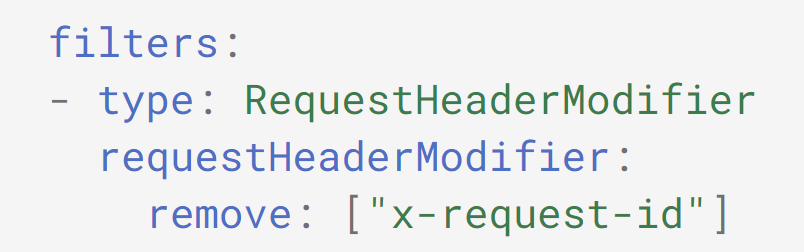 filters:
- type: RequestHeaderModifier
  requestHeaderModifier:
    remove: ["x-request-id"]